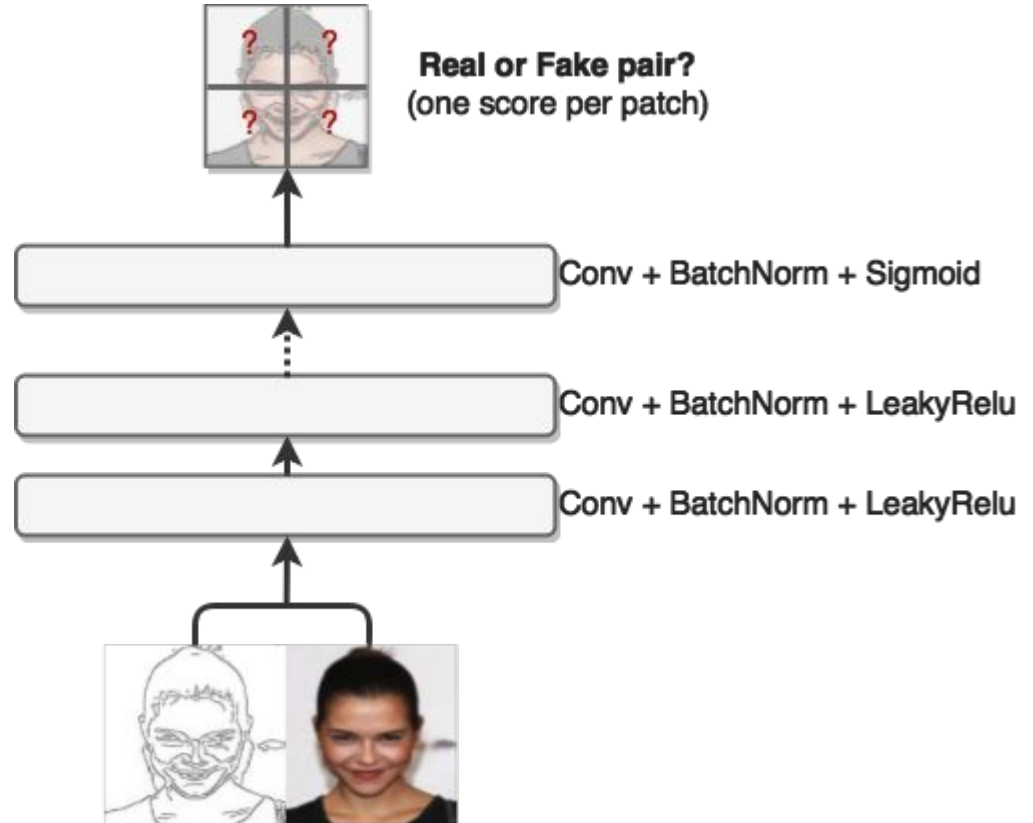 ? ?
? ?
Real or Fake pair?
(one score per patch)
Conv + BatchNorm + Sigmoid
Conv + BatchNorm + LeakyRelu
Conv + BatchNorm + LeakyRelu